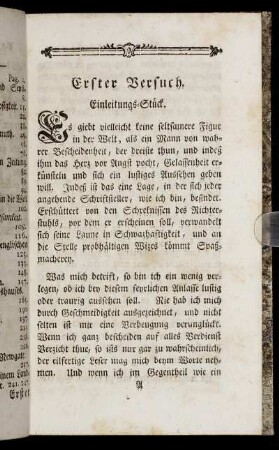 Pag. 1
Erster Versuch.
Einleitungs-Stück.
Es giebt vielleicht keine seltsamere Figur
in der Welt, als ein Mann von wah-
rer Bescheidenheit, der dreiste thun, und indeß
ihm das Herz vor Angst pocht, Gelassenheit er-
künsteln und sich ein lustiges Aussehen geben
will. Indeß ist das eine Lage, in der sich jeder
angehende Schriftsteller, wie ich bin, befindet.
Erschüttert von den Schreknissen des Richter-
stuhls, vor dem er erscheinen soll, verwandelt
sich seine Laune in Schwazhaftigkeit, und an
die Stelle probhältigen Wizes kömmt Spaß-
macherey.
Was mich betrift, so bin ich ein wenig ver-
legen, ob ich bey diesem feyrlichen Anlasse lustig
oder traurig aussehen soll. Nie hab ich mich
durch Geschmeidigkeit ausgezeichnet, und nicht
selten ist mir eine Verbeugung verunglückt.
Wenn ich ganz bescheiden auf alles Verdienst
Verzicht thue, so ists nur gar zu wahrscheinlich,
der eilfertige Leser mag mich beym Worte neh-
men. Und wenn ich im Gegentheil wie ein
A